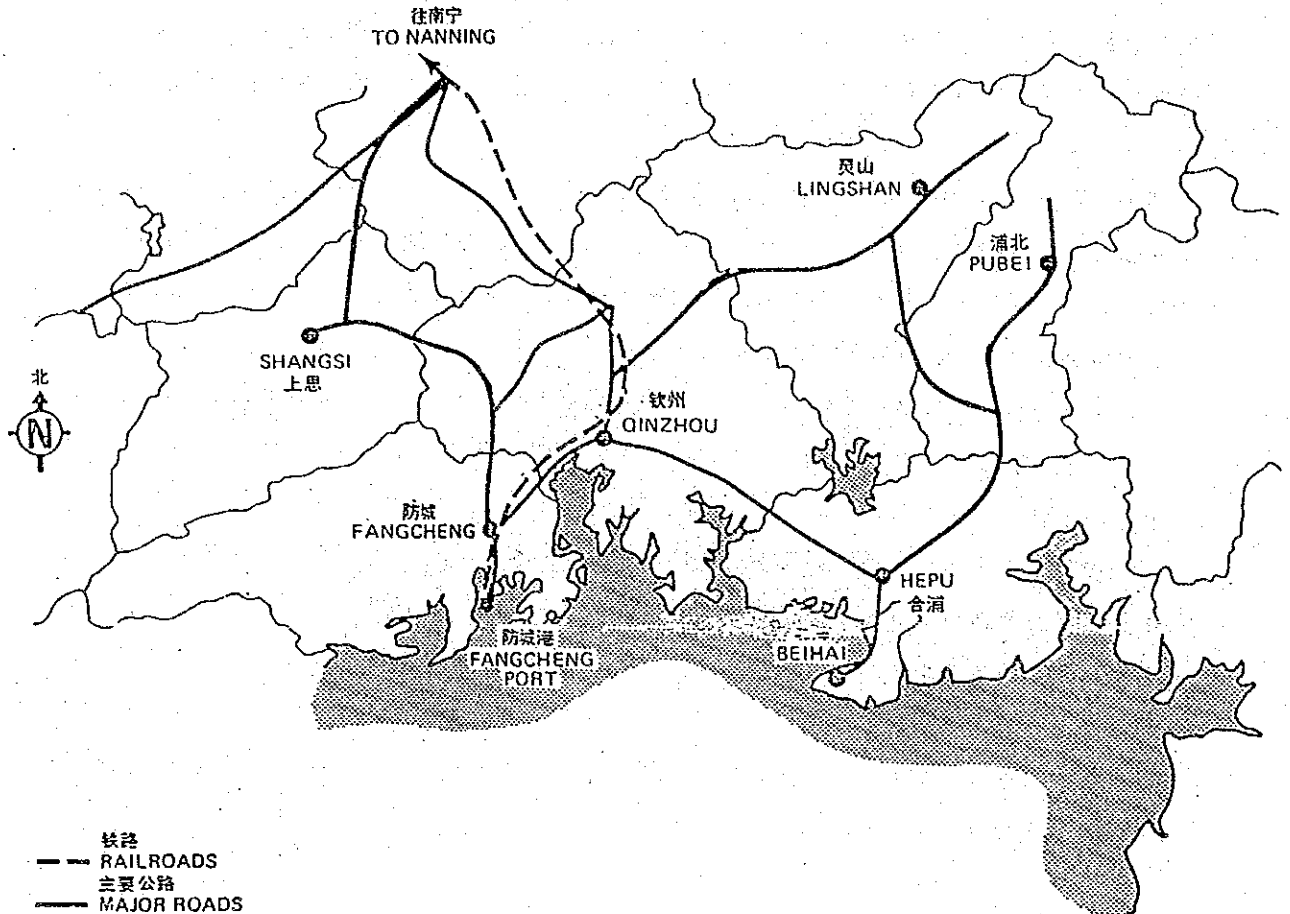 往南宁
TO NANNING
灵山
LINGSHAN
浦北
PUBEI
SHANGSI
上思
北
N
钦州
QINZHOU
防城
FANGCHENG
HEPU
合浦
防城港
FANGCHENG
PORT
BEIHAI
铁路
RAILROADS
主要公路
MAJOR ROADS